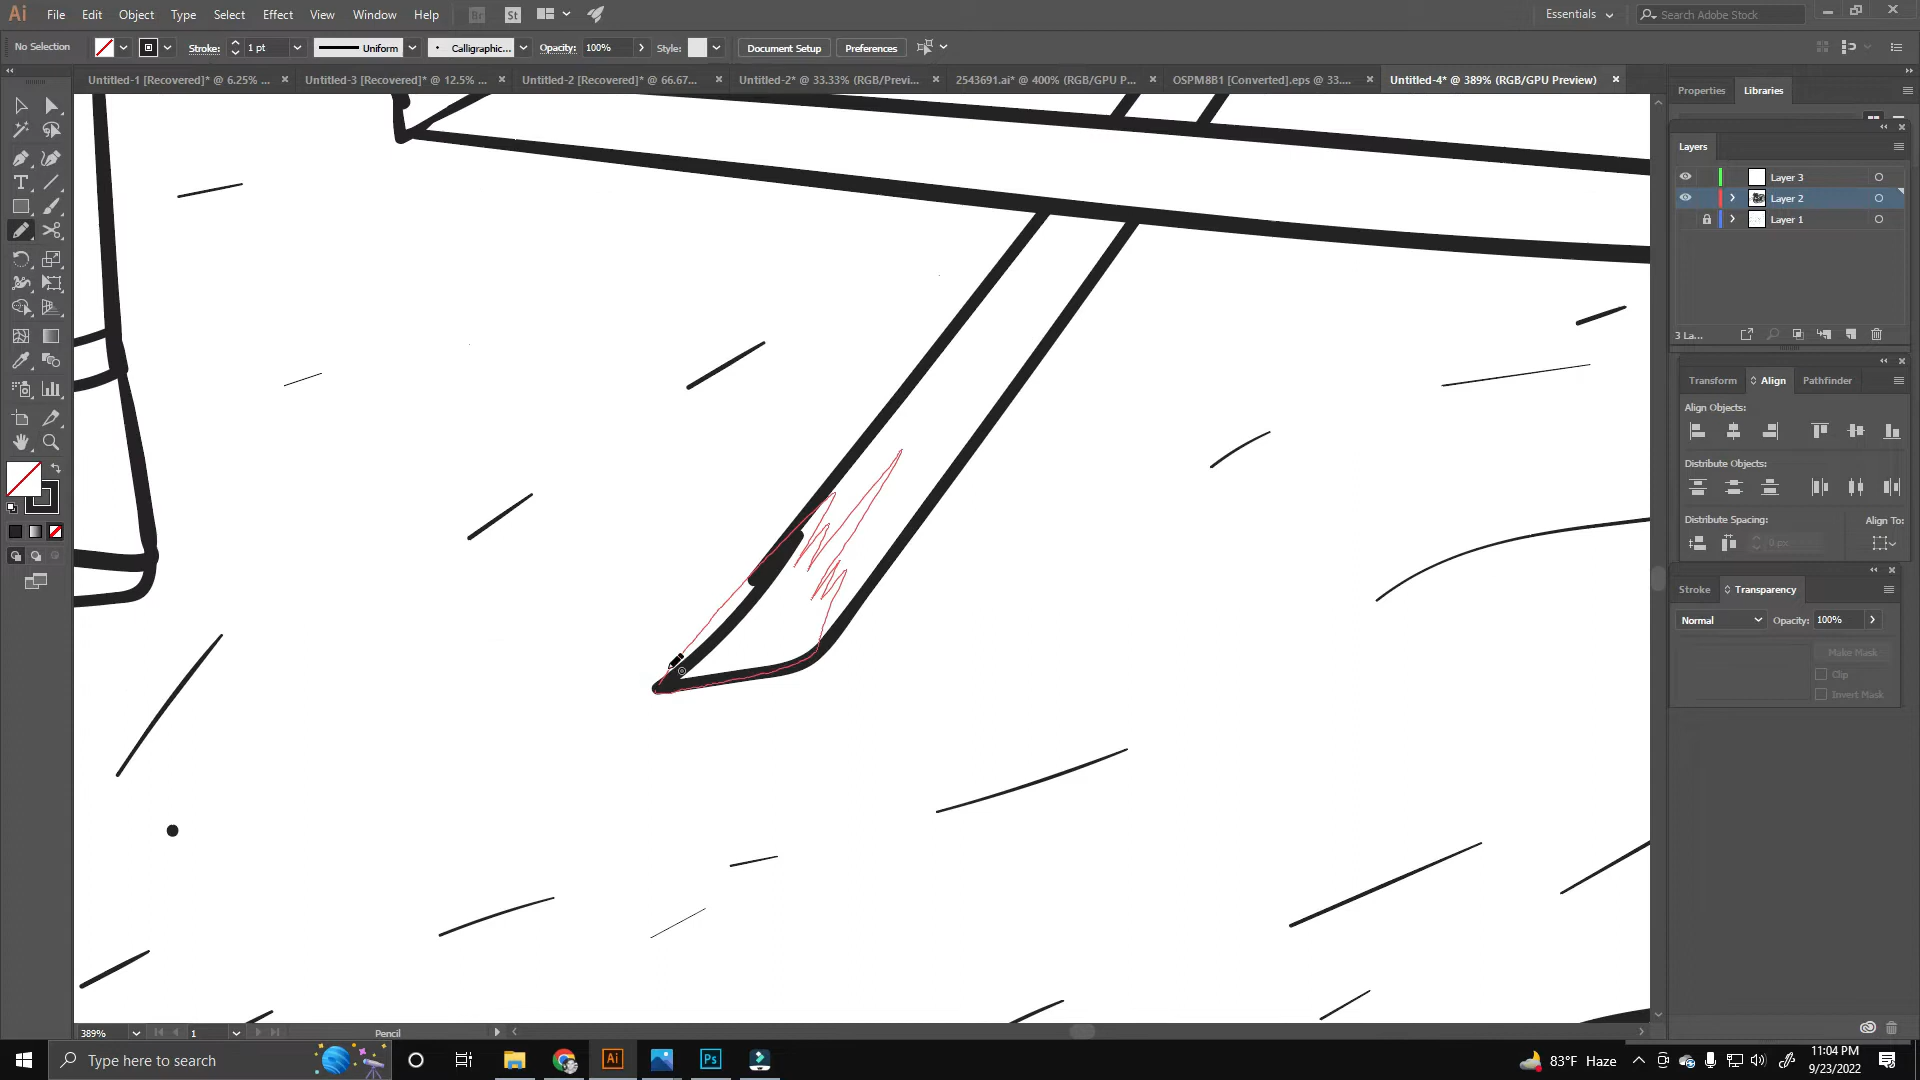 Ai File Edit Object Type Select Effect View Window Help Br St Essentials Search Adobe Stock
No Selection Stroke: 1 pt Uniform Calligraphic... Opacity: 100% Style: Document Setup Preferences
Untitled-1 [Recovered]* @ 6.25% ... Untitled-3 [Recovered]* @ 12.5% ... Untitled-2 [Recovered]* @ 66.67... Untitled-2* @ 33.33% (RGB/Previ... 2543691.ai* @ 400% (RGB/GPU P... OSPM8B1 [Converted].eps @ 33.... Untitled-4* @ 389% (RGB/GPU Preview)
Properties Libraries
Layers
Layer 3
Layer 2
Layer 1
3 La...
Transform Align Pathfinder
Align Objects:
Distribute Objects:
Distribute Spacing: Align To:
0 px
Stroke Transparency
Normal Opacity: 100%
Make Mask
Clip
Invert Mask
389% 1 Pencil
Type here to search Ai Ps 83°F Haze 11:04 PM
9/23/2022